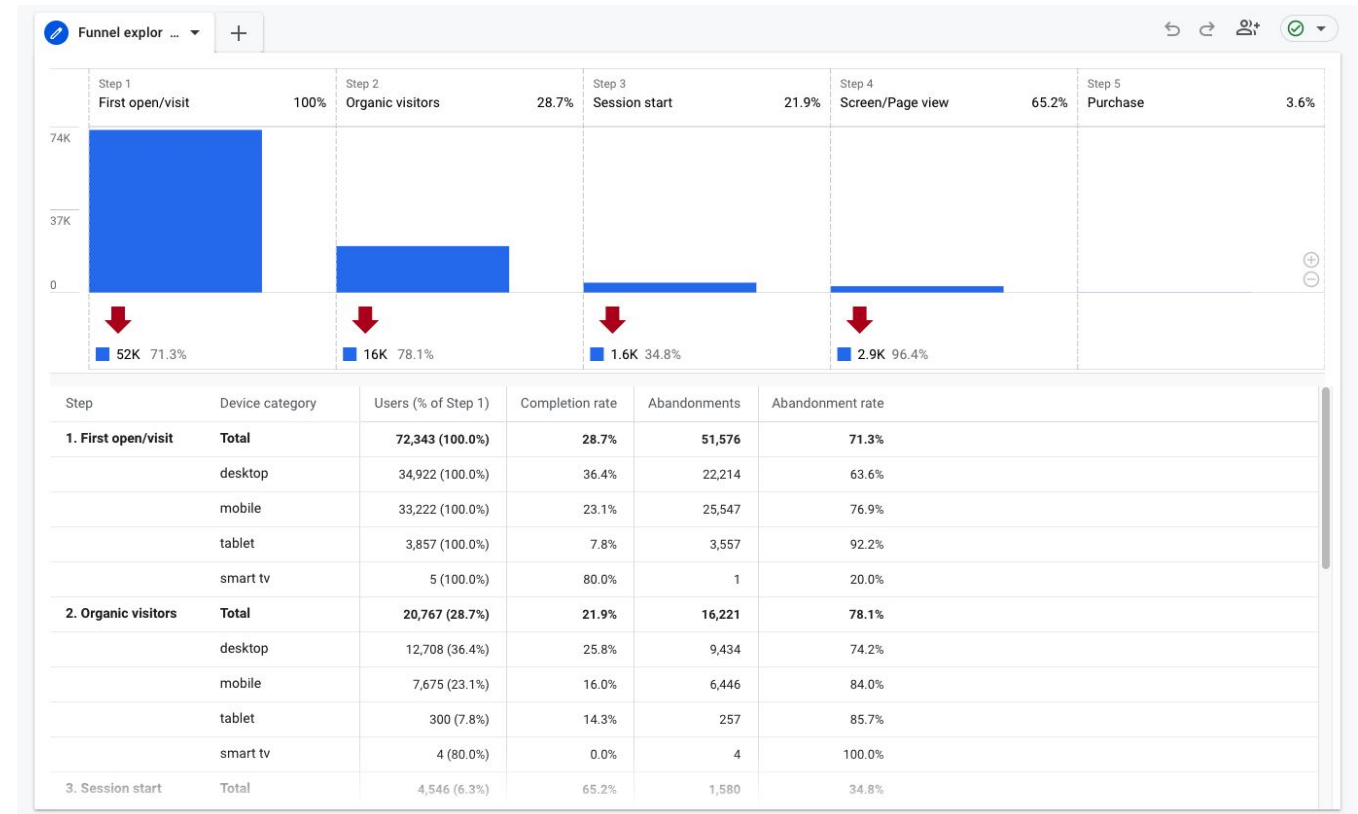 Funnel explor ...
Step 1 Step 2 Step 3 Step 4 Step 5
First open/visit 100% Organic visitors 28.7% Session start 21.9% Screen/Page view 65.2% Purchase 3.6%
74K
37K
0
52K 71.3% 16K 78.1% 1.6K 34.8% 2.9K 96.4%
Step Device category Users (% of Step 1) Completion rate Abandonments Abandonment rate
1. First open/visit Total 72,343 (100.0%) 28.7% 51,576 71.3%
desktop 34,922 (100.0%) 36.4% 22,214 63.6%
mobile 33,222 (100.0%) 23.1% 25,547 76.9%
tablet 3,857 (100.0%) 7.8% 3,557 92.2%
smart tv 5 (100.0%) 80.0% 1 20.0%
2. Organic visitors Total 20,767 (28.7%) 21.9% 16,221 78.1%
desktop 12,708 (36.4%) 25.8% 9,434 74.2%
mobile 7,675 (23.1%) 16.0% 6,446 84.0%
tablet 300 (7.8%) 14.3% 257 85.7%
smart tv 4 (80.0%) 0.0% 4 100.0%
3. Session start Total 4,546 (6.3%) 65.2% 1,580 34.8%